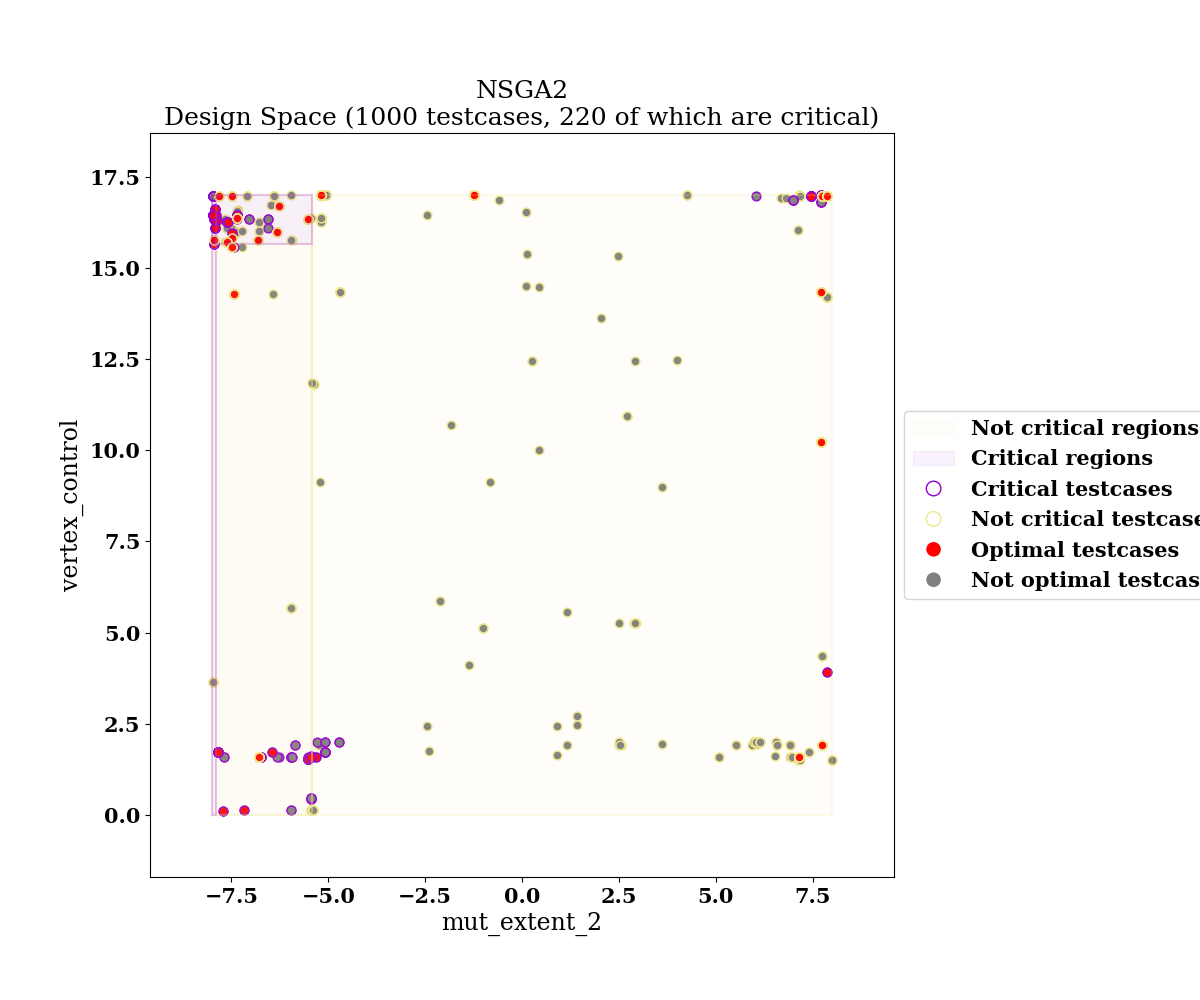 NSGA2
Design Space (1000 testcases, 220 of which are critical)
17.5
15.0
12.5
10.0
7.5
5.0
2.5
0.0
vertex_control
−7.5 −5.0 −2.5 0.0 2.5 5.0 7.5
mut_extent_2
Not critical regions
Critical regions
Critical testcases
Not critical testcase
Optimal testcases
Not optimal testcas